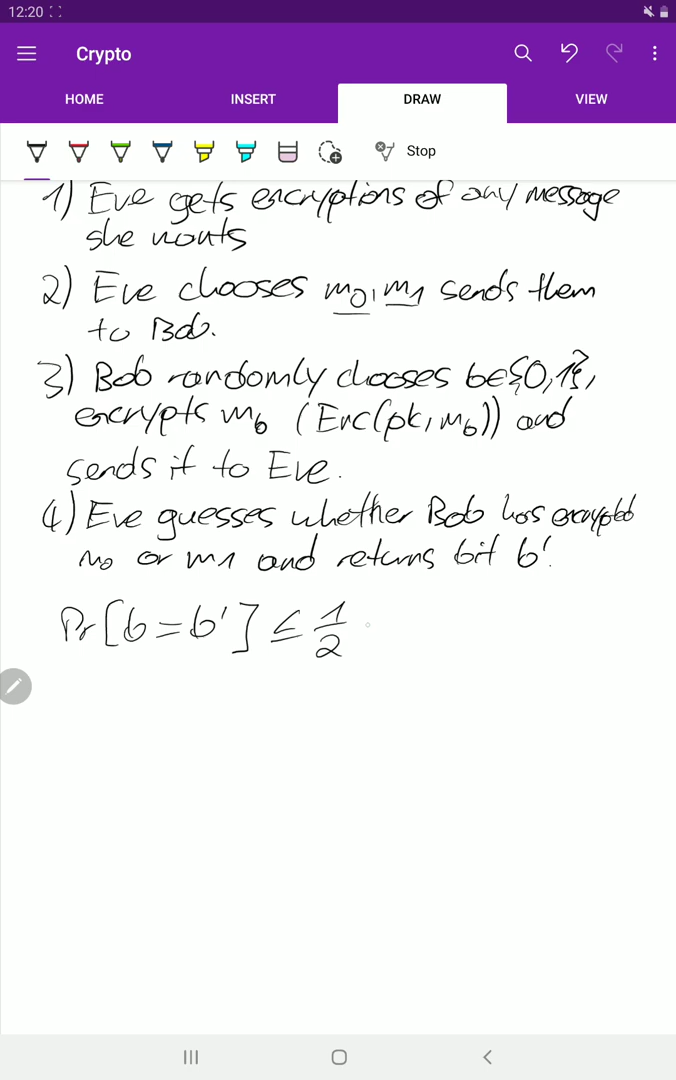 12:20
Crypto
HOME INSERT DRAW VIEW
Stop
1) Eve gets encryptions of any message
she wants
2) Eve chooses m0, m1 sends them
to Bob.
3) Bob randomly chooses b∈{0,1},
encrypts mb (Enc(pk, mb)) and
sends it to Eve.
4) Eve guesses whether Bob has encrypted
m0 or m1 and returns bit b'.
Pr[b = b'] ≤ 1/2